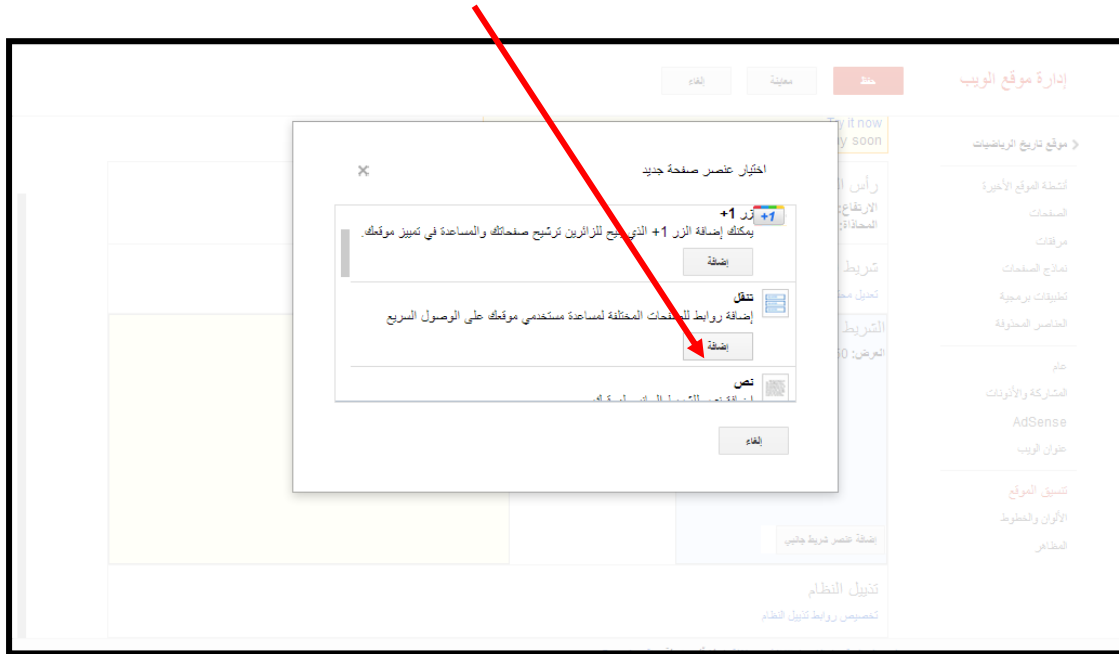 إدارة موقع الويب
حفظ
معاينة
إلغاء
موقع تاريخ الرياضيات
أنشطة الموقع الأخيرة
الصفحات
مرفقات
نماذج الصفحات
تطبيقات برمجية
العناصر المحذوفة
عام
المشاركة والأذونات
AdSense
عنوان الويب
تنسيق الموقع
الألوان والخطوط
المظاهر
it now
soon
رأس
الارتفاع:
المحاذاة:
شريط
تعديل
الشريط
العرض:
إضافة عنصر شريط جانبي
تذييل النظام
تخصيص روابط تذييل النظام
اختيار عنصر صفحة جديد
زر 1+
+1
يمكنك إضافة الزر 1+ الذي يتيح للزائرين ترشيح صفحاتك والمساعدة في تمييز موقعك.
إضافة
تنقل
إضافة روابط للصفحات المختلفة لمساعدة مستخدمي موقعك على الوصول السريع
إضافة
نص
إلغاء